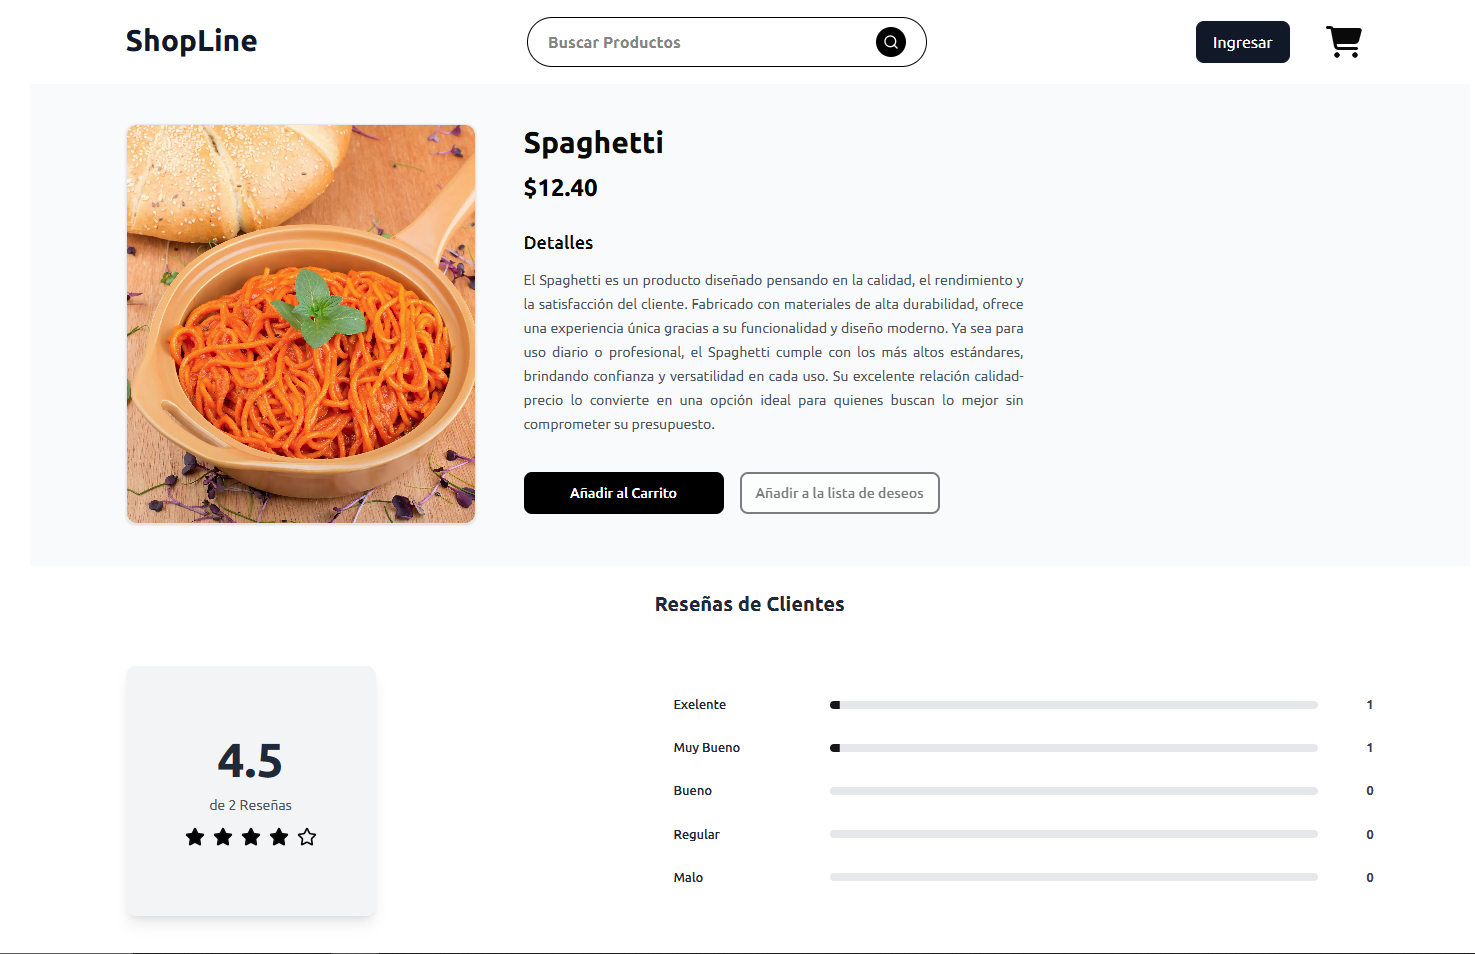 ShopLine
Buscar Productos
Ingresar
Spaghetti
$12.40
Detalles
El Spaghetti es un producto diseñado pensando en la calidad, el rendimiento y
la satisfacción del cliente. Fabricado con materiales de alta durabilidad, ofrece
una experiencia única gracias a su funcionalidad y diseño moderno. Ya sea para
uso diario o profesional, el Spaghetti cumple con los más altos estándares,
brindando confianza y versatilidad en cada uso. Su excelente relación calidad-
precio lo convierte en una opción ideal para quienes buscan lo mejor sin
comprometer su presupuesto.
Añadir al Carrito
Añadir a la lista de deseos
Reseñas de Clientes
4.5
de 2 Reseñas
Exelente 1
Muy Bueno 1
Bueno 0
Regular 0
Malo 0